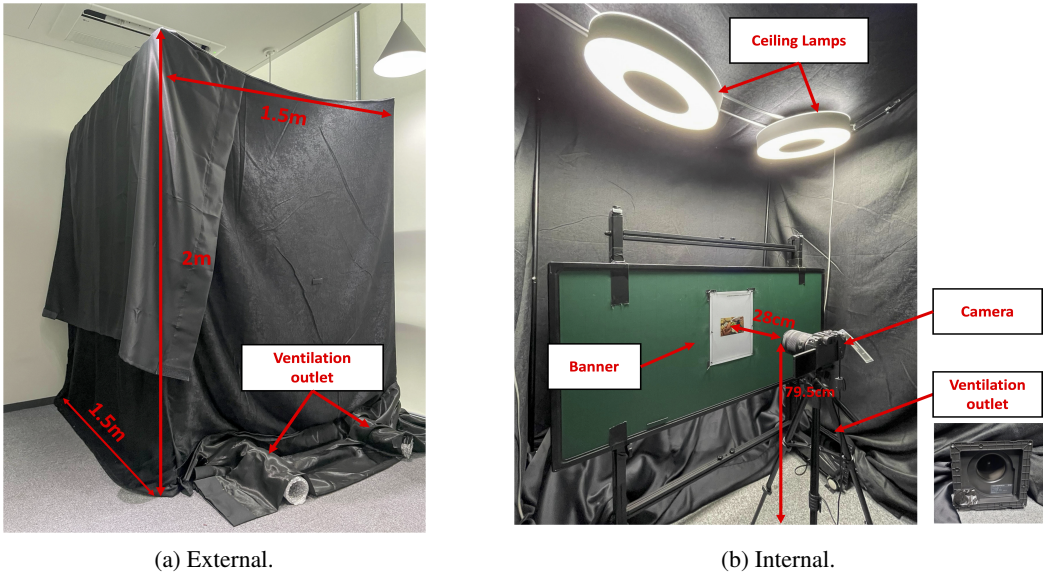 1.5m
2m
Ventilation
outlet
1.5m
Ceiling Lamps
28cm
Camera
Banner
79.5cm
Ventilation
outlet
(a) External.
(b) Internal.